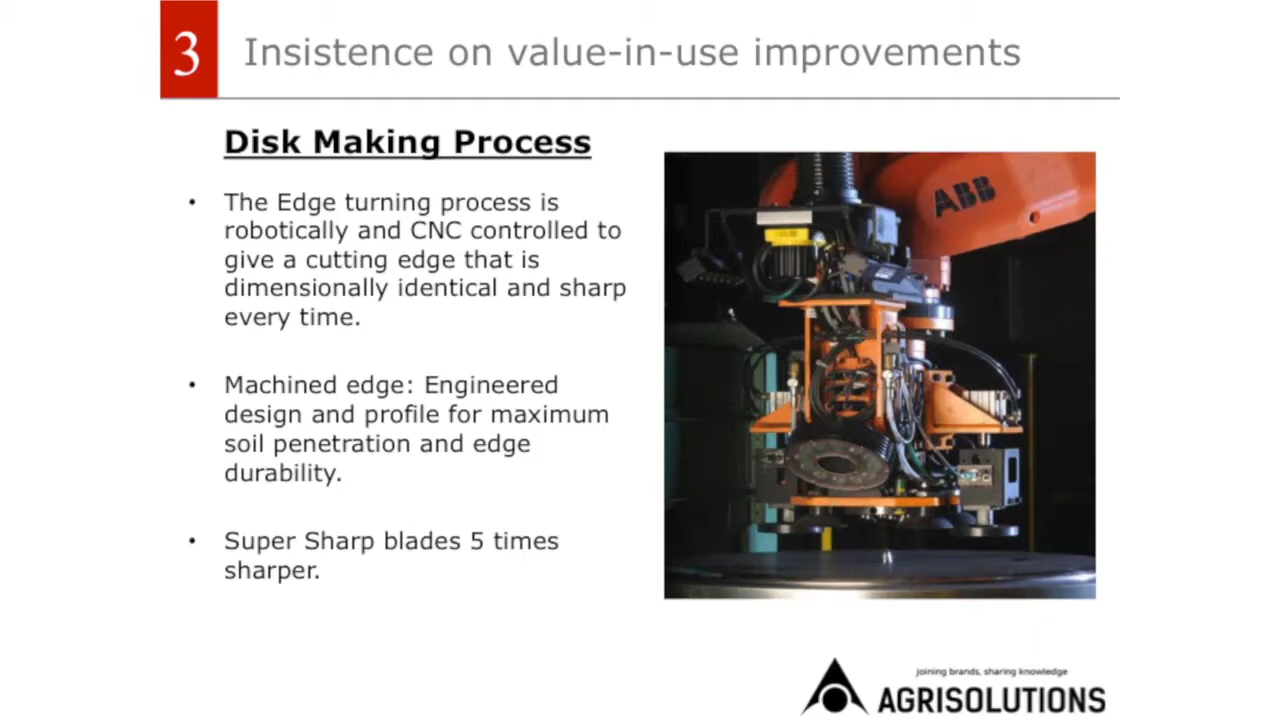 3
Insistence on value-in-use improvements
Disk Making Process
• The Edge turning process is
robotically and CNC controlled to
give a cutting edge that is
dimensionally identical and sharp
every time.
• Machined edge: Engineered
design and profile for maximum
soil penetration and edge
durability.
• Super Sharp blades 5 times
sharper.
ABB
joining brands, sharing knowledge
AGRISOLUTIONS